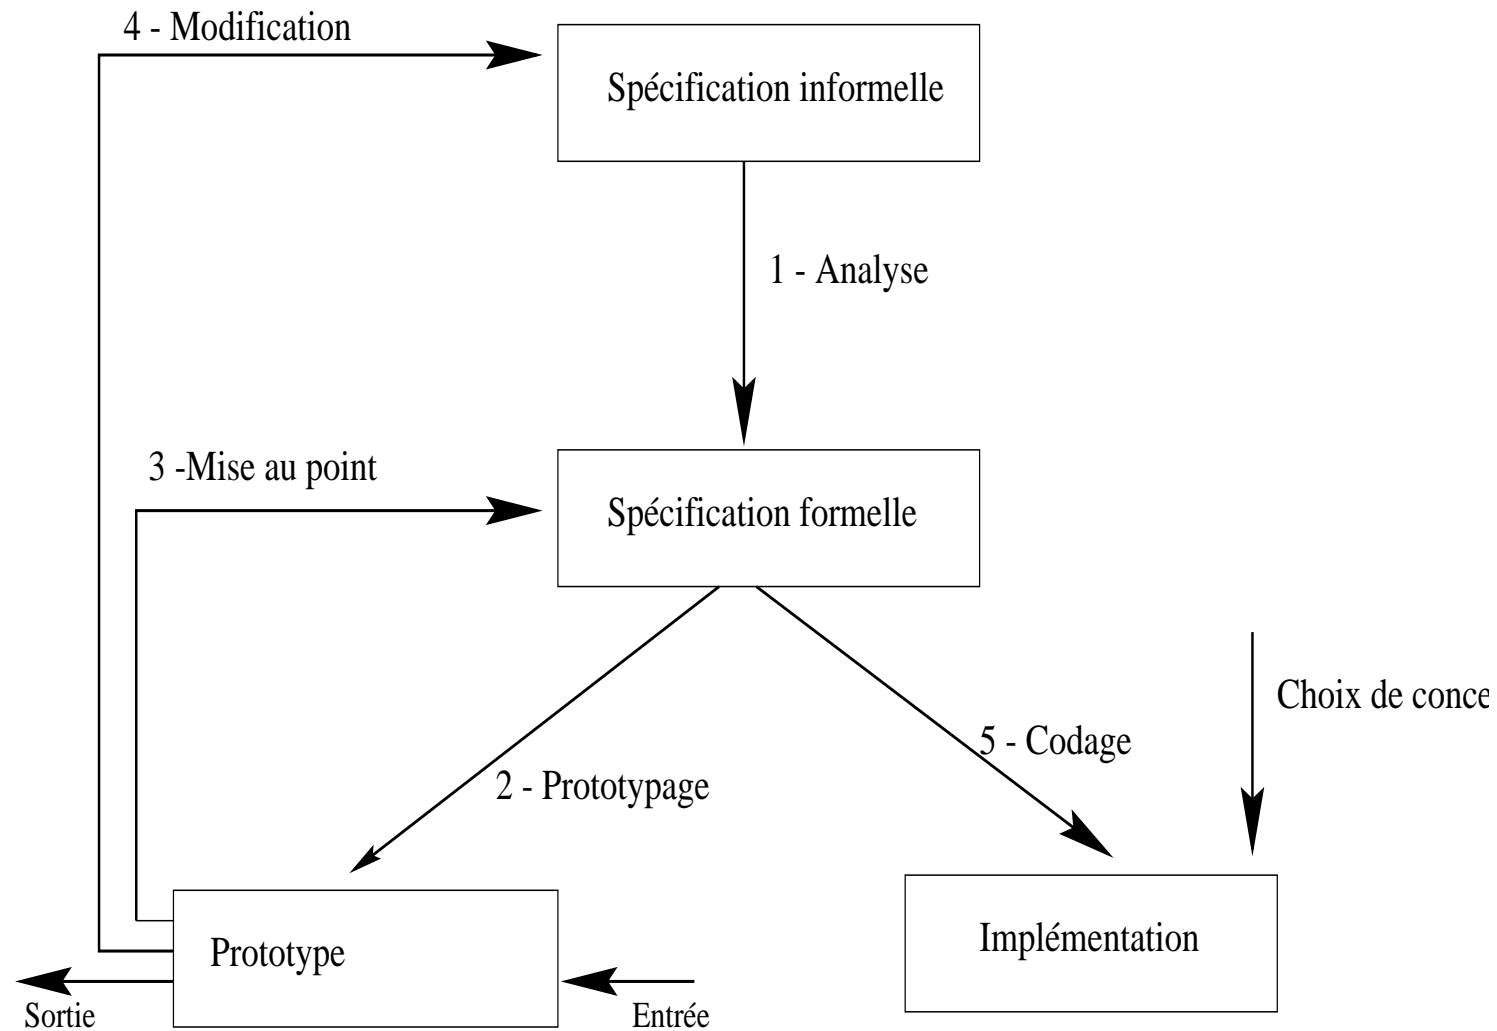 4 - Modification
Spécification informelle
1 - Analyse
3 -Mise au point
Spécification formelle
Choix de conce
5 - Codage
2 - Prototypage
Implémentation
Prototype
Sortie
Entrée